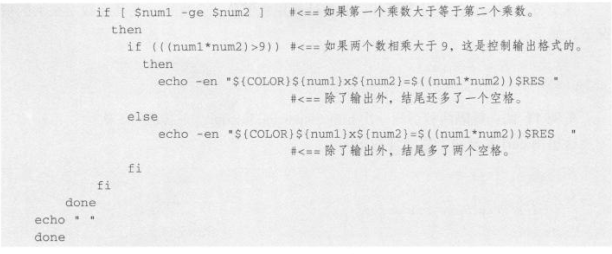 if [ $num1 -ge $num2 ] #<== 如果第一个乘数大于等于第二个乘数。
then
if (((num1*num2)>9)) #<== 如果两个数相乘大于 9，这是控制输出格式的。
then
echo -en "${COLOR}${num1}x${num2}=$((num1*num2))$RES "
#<== 除了输出外，结尾还多了一个空格。
else
echo -en "${COLOR}${num1}x${num2}=$((num1*num2))$RES  "
#<== 除了输出外，结尾多了两个空格。
fi
fi
done
echo " "
done